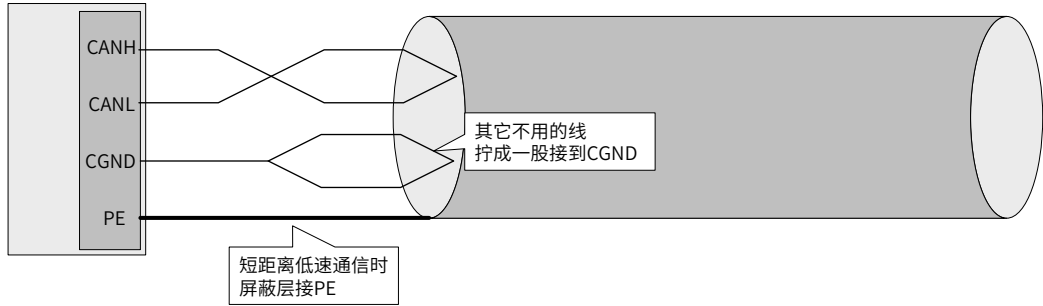 CANH
CANL
CGND
PE
其它不用的线
拧成一股接到CGND
短距离低速通信时
屏蔽层接PE